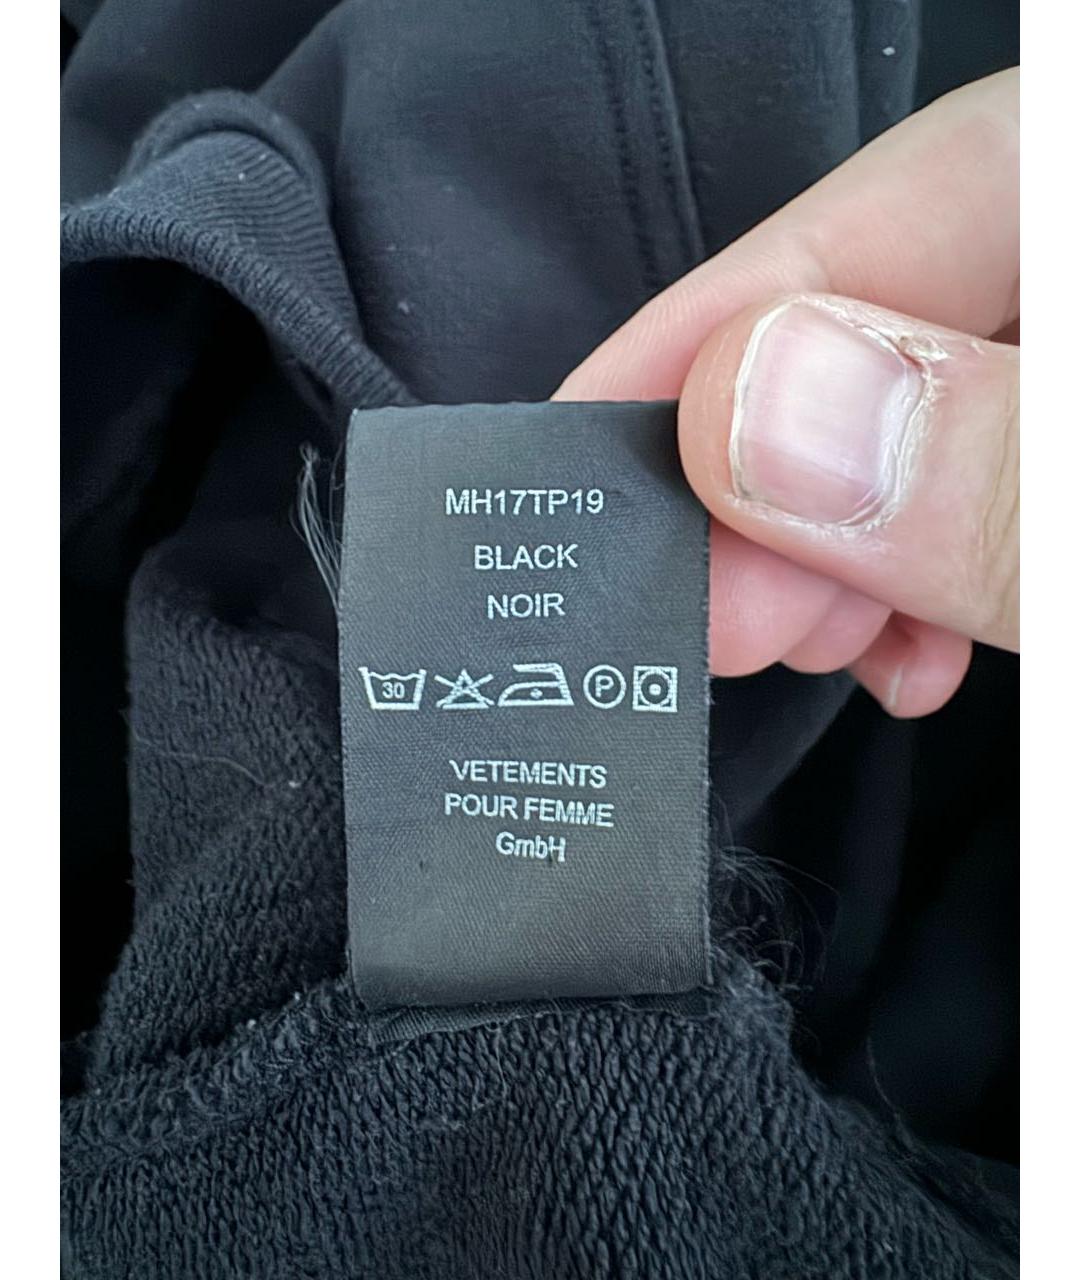 MH17TP19
BLACK
NOIR
30 P
VETEMENTS
POUR FEMME
GmbH